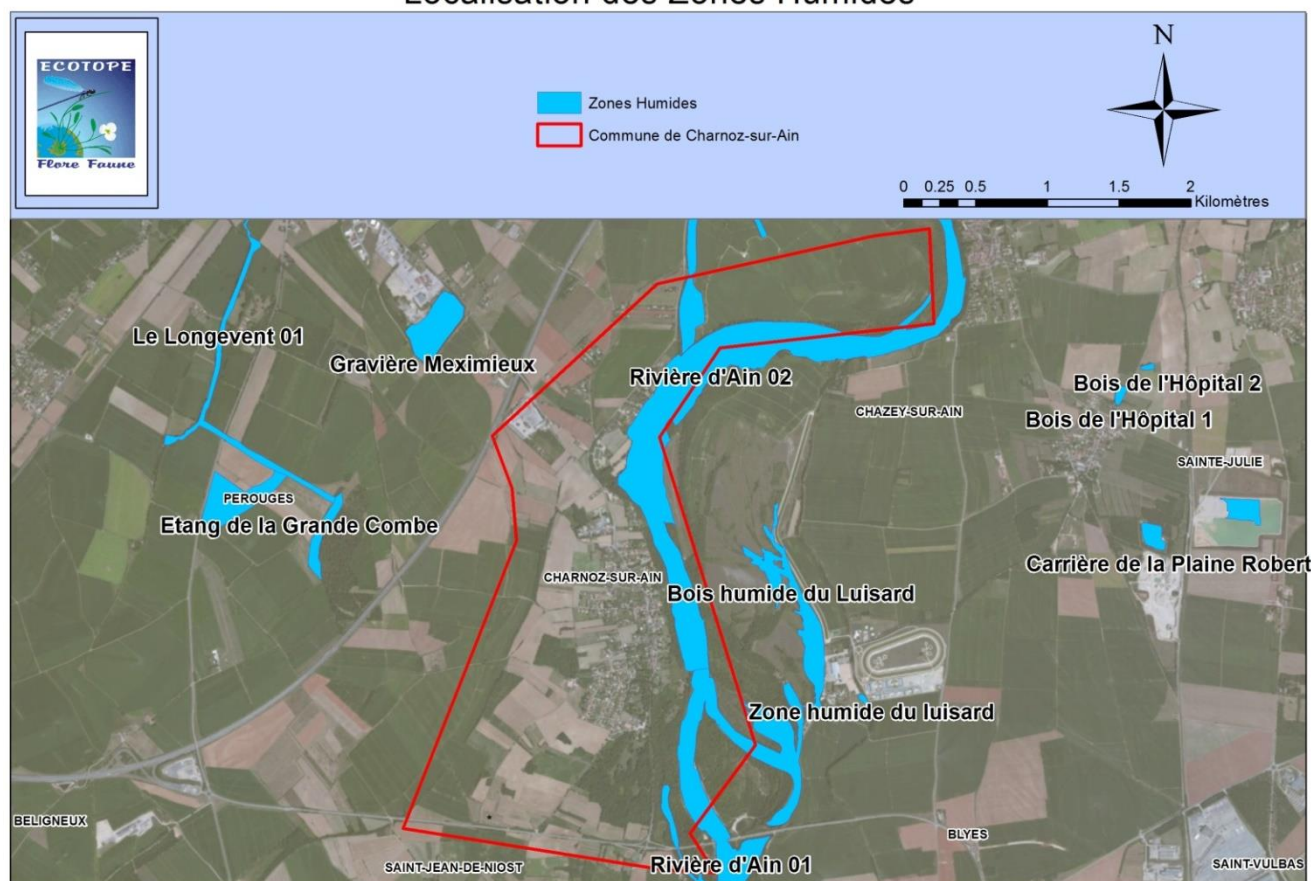 Localisation des Zones Humides
ECOTOPE
Flore Faune
Zones Humides
Commune de Charnoz-sur-Ain
N
0 0.25 0.5 1 1.5 2
Kilomètres
Le Longevent 01
Gravière Meximieux
Rivière d'Ain 02
Bois de l'Hôpital 2
CHAZEY-SUR-AIN
Bois de l'Hôpital 1
SAINTE-JULIE
PEROUGES
Etang de la Grande Combe
CHARNOZ-SUR-AIN
Carrière de la Plaine Robert
Bois humide du Luisard
Zone humide du luisard
BELIGNEUX
BLYES
SAINT-JEAN-DE-NIOST
Rivière d'Ain 01
SAINT-VULBAS